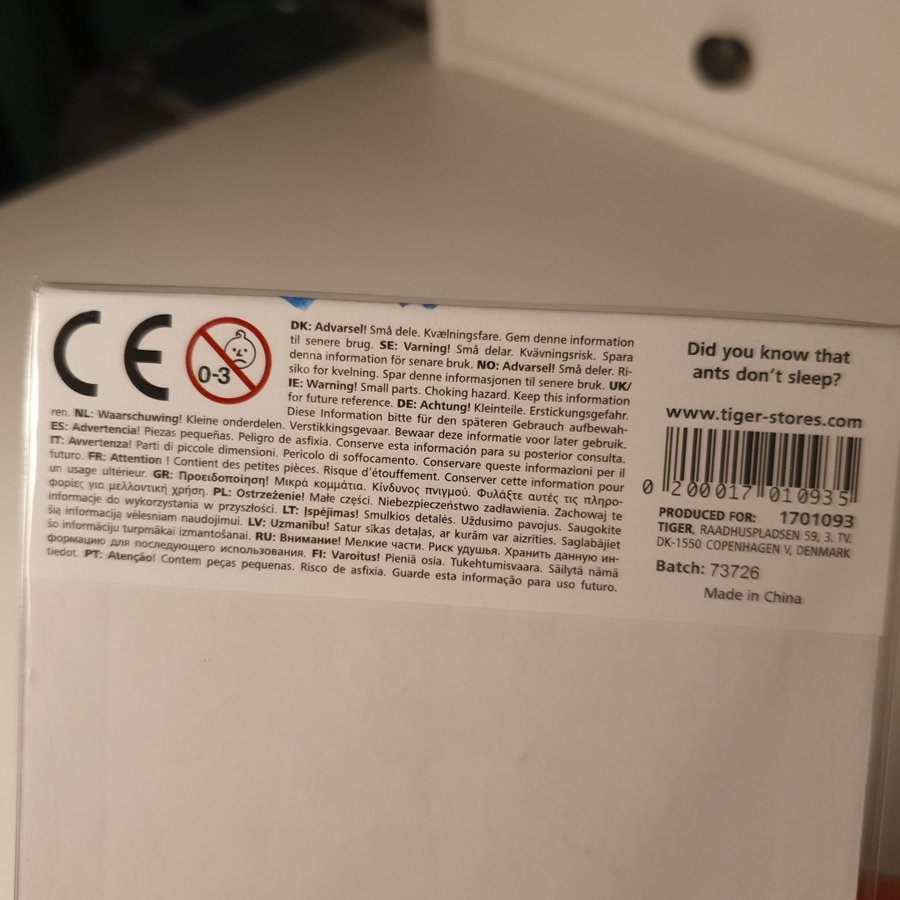 CE
0-3
DK: Advarsel! Små dele. Kvælningsfare. Gem denne information
til senere brug. SE: Varning! Små delar. Kvävningsrisk. Spara
denna information för senare bruk. NO: Advarsel! Små deler. Ri-
siko for kvelning. Spar denne informasjonen til senere bruk. UK/
IE: Warning! Small parts. Choking hazard. Keep this information
for future reference. DE: Achtung! Kleinteile. Erstickungsgefahr.
Diese Information bitte für den späteren Gebrauch aufbewah-
ren. NL: Waarschuwing! Kleine onderdelen. Verstikkingsgevaar. Bewaar deze informatie voor later gebruik.
ES: Advertencia! Piezas pequeñas. Peligro de asfixia. Conserve esta información para su posterior consulta.
IT: Avvertenza! Parti di piccole dimensioni. Pericolo di soffocamento. Conservare queste informazioni per il
futuro. FR: Attention ! Contient des petites pièces. Risque d'étouffement. Conserver cette information pour
un usage ultérieur. GR: Προειδοποίηση! Μικρά κομμάτια. Κίνδυνος πνιγμού. Φυλάξτε αυτές τις πληρο-
φορίες για μελλοντική χρήση. PL: Ostrzeżenie! Małe części. Niebezpieczeństwo zadławienia. Zachowaj te
informacje do wykorzystania w przyszłości. LT: Įspėjimas! Smulkios detalės. Uždusimo pavojus. Saugokite
šią informaciją vėlesniam naudojimui. LV: Uzmanību! Satur sīkas detaļas, ar kurām var aizrīties. Saglabājiet
šo informāciju turpmākai izmantošanai. RU: Внимание! Мелкие части. Риск удушья. Хранить данную ин-
формацию для последующего использования. FI: Varoitus! Pieniä osia. Tukehtumisvaara. Säilytä nämä
tiedot. PT: Atenção! Contem peças pequenas. Risco de asfixia. Guarde esta informação para uso futuro.
Did you know that
ants don't sleep?
www.tiger-stores.com
0 200017 010935
PRODUCED FOR: 1701093
TIGER, RAADHUSPLADSEN 59, 3. TV.
DK-1550 COPENHAGEN V, DENMARK
Batch: 73726
Made in China